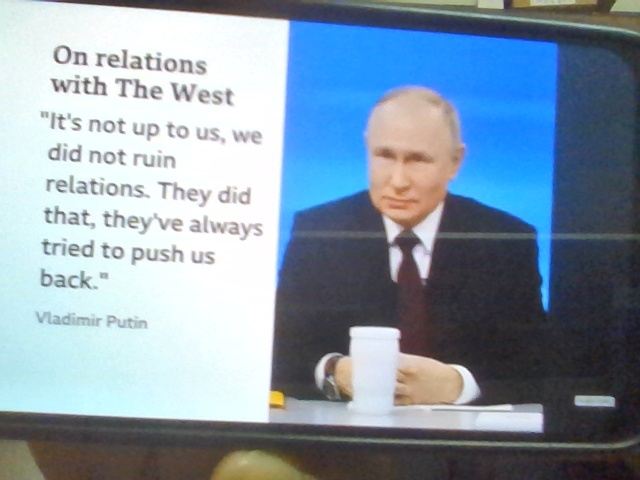 On relations
with The West
"It's not up to us, we
did not ruin
relations. They did
that, they've always
tried to push us
back."
Vladimir Putin